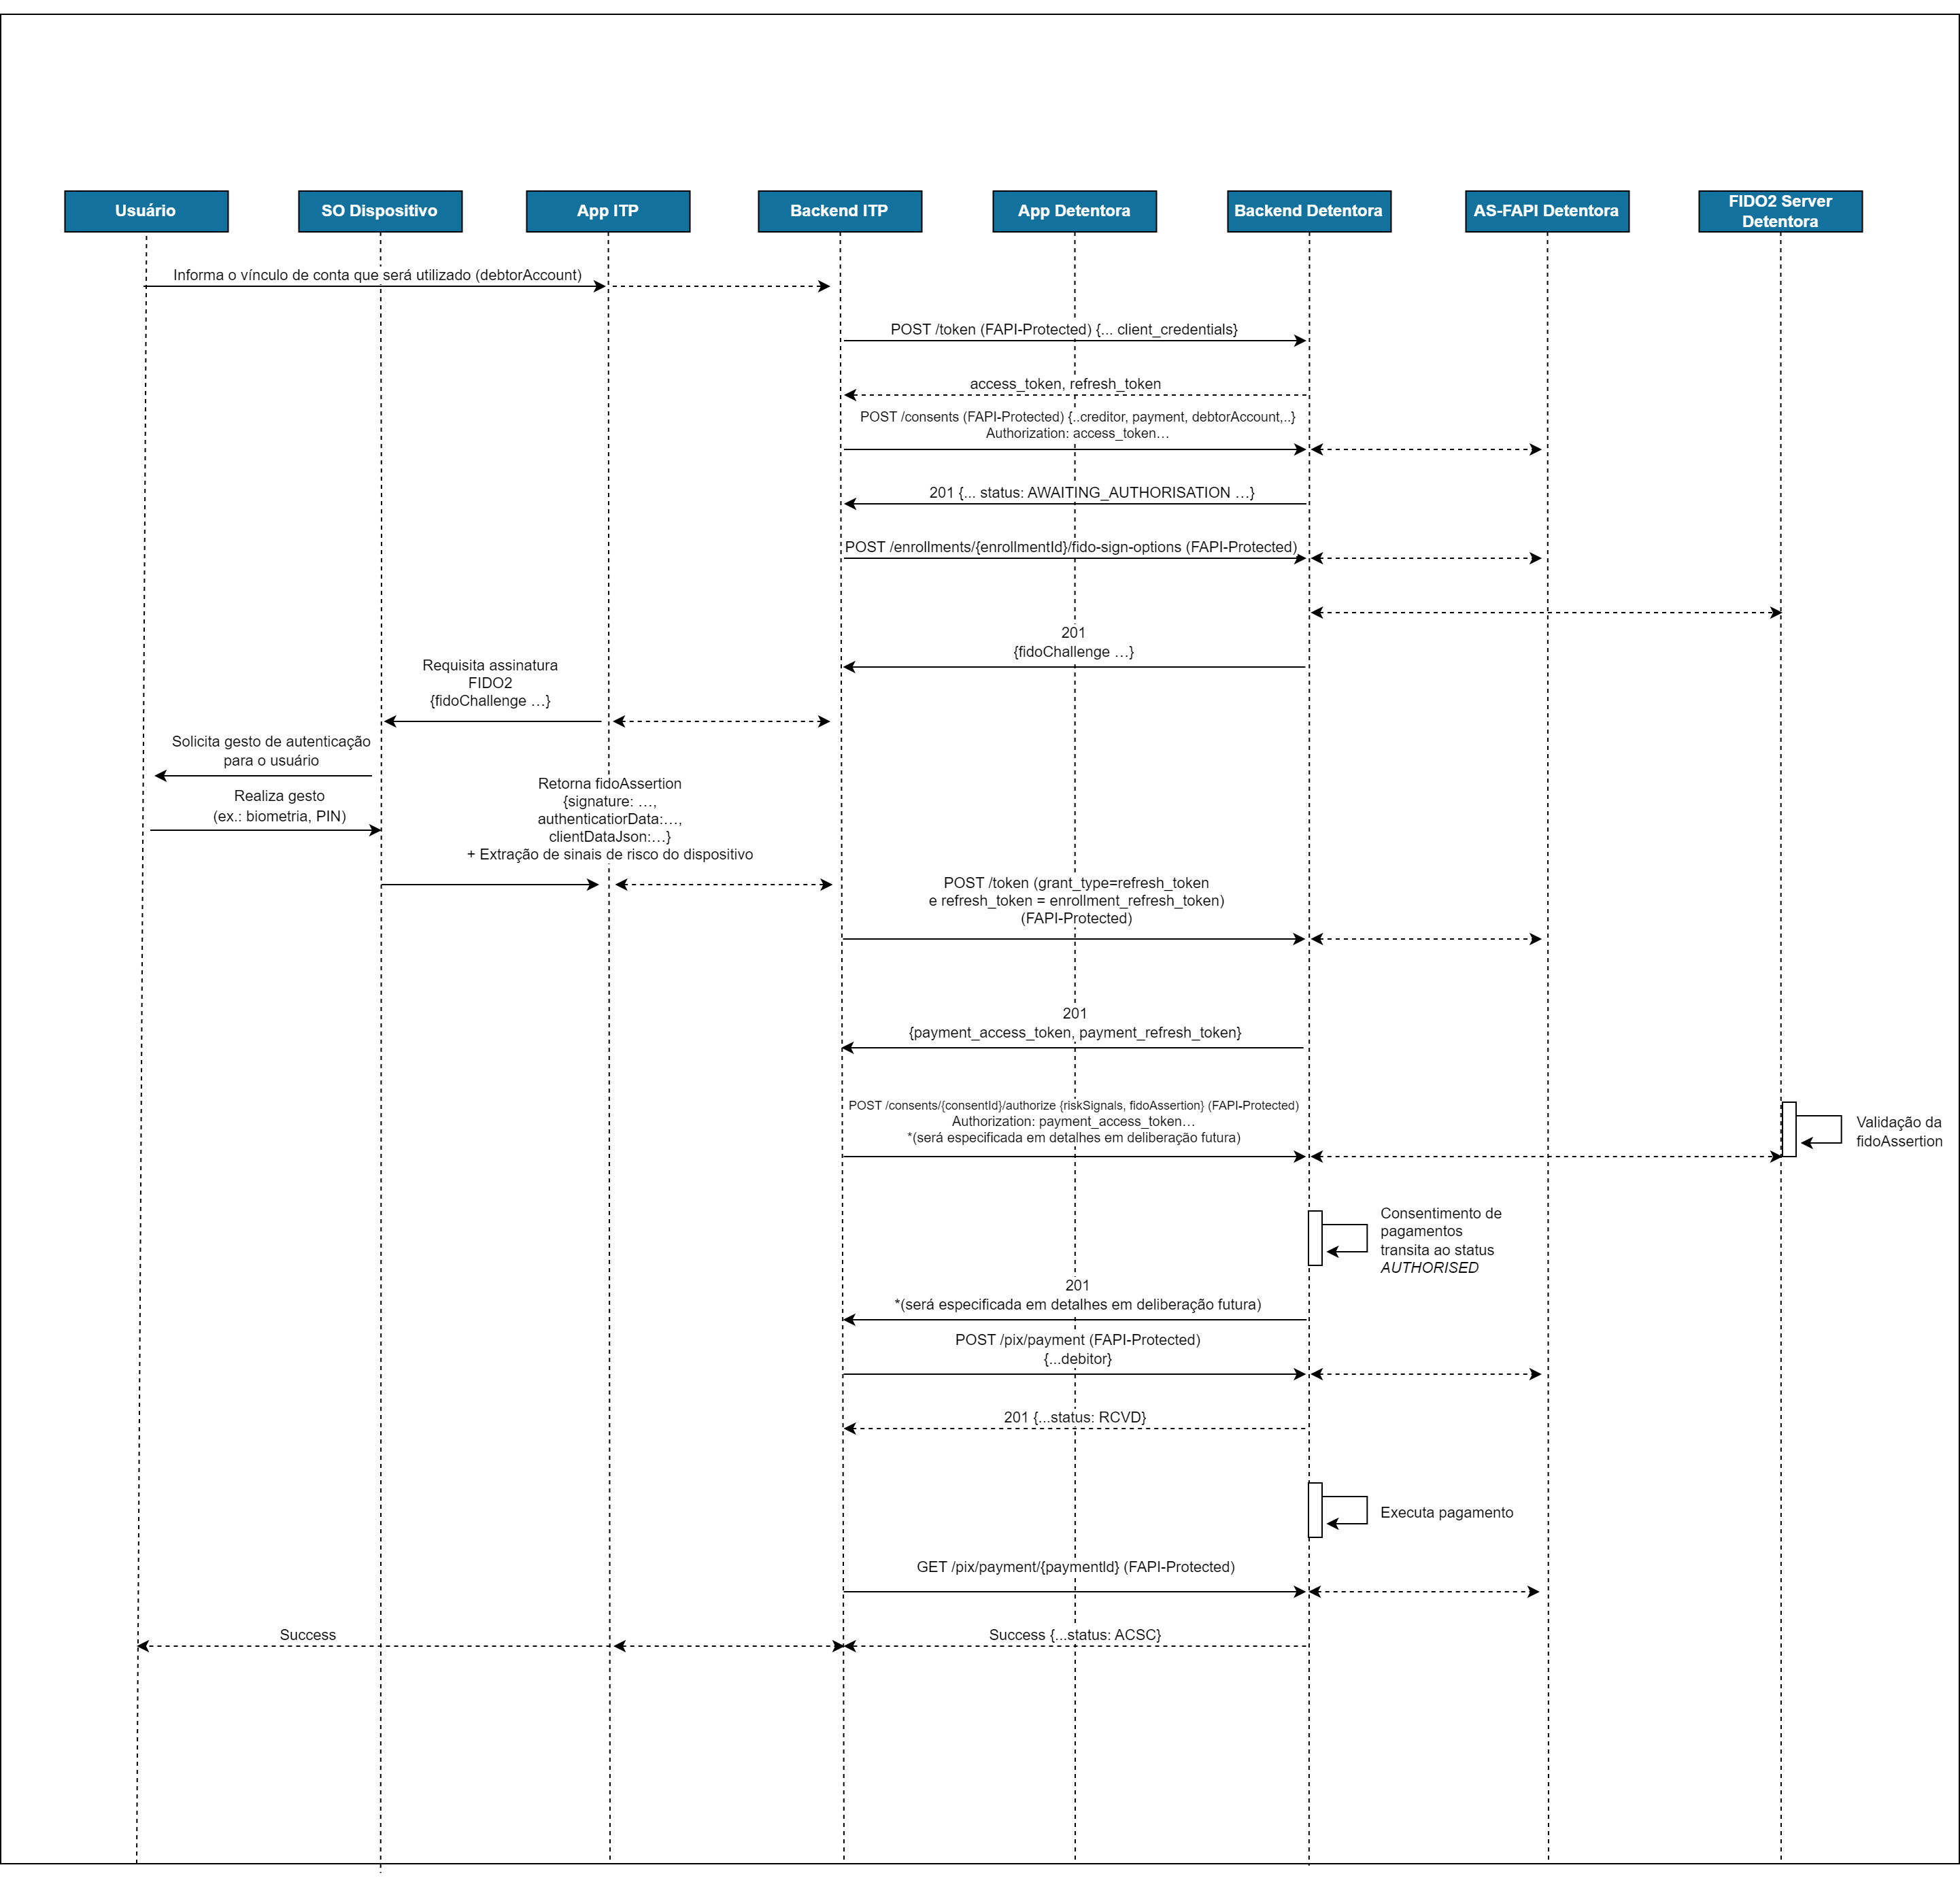 Usuário
SO Dispositivo
App ITP
Backend ITP
App Detentora
Backend Detentora
AS-FAPI Detentora
FIDO2 Server
Detentora
Informa o vínculo de conta que será utilizado (debtorAccount)
POST /token (FAPI-Protected) {... client_credentials}
access_token, refresh_token
POST /consents (FAPI-Protected) {..creditor, payment, debtorAccount,..}
Authorization: access_token…
201 {... status: AWAITING_AUTHORISATION …}
POST /enrollments/{enrollmentId}/fido-sign-options (FAPI-Protected)
201
{fidoChallenge …}
Requisita assinatura
FIDO2
{fidoChallenge …}
Solicita gesto de autenticação
para o usuário
Realiza gesto
(ex.: biometria, PIN)
Retorna fidoAssertion
{signature: …,
authenticatiorData:…,
clientDataJson:…}
+ Extração de sinais de risco do dispositivo
POST /token (grant_type=refresh_token
e refresh_token = enrollment_refresh_token)
(FAPI-Protected)
201
{payment_access_token, payment_refresh_token}
POST /consents/{consentId}/authorize {riskSignals, fidoAssertion} (FAPI-Protected)
Authorization: payment_access_token…
*(será especificada em detalhes em deliberação futura)
Validação da
fidoAssertion
Consentimento de
pagamentos
transita ao status
AUTHORISED
201
*(será especificada em detalhes em deliberação futura)
POST /pix/payment (FAPI-Protected)
{...debitor}
201 {...status: RCVD}
Executa pagamento
GET /pix/payment/{paymentId} (FAPI-Protected)
Success
Success {...status: ACSC}